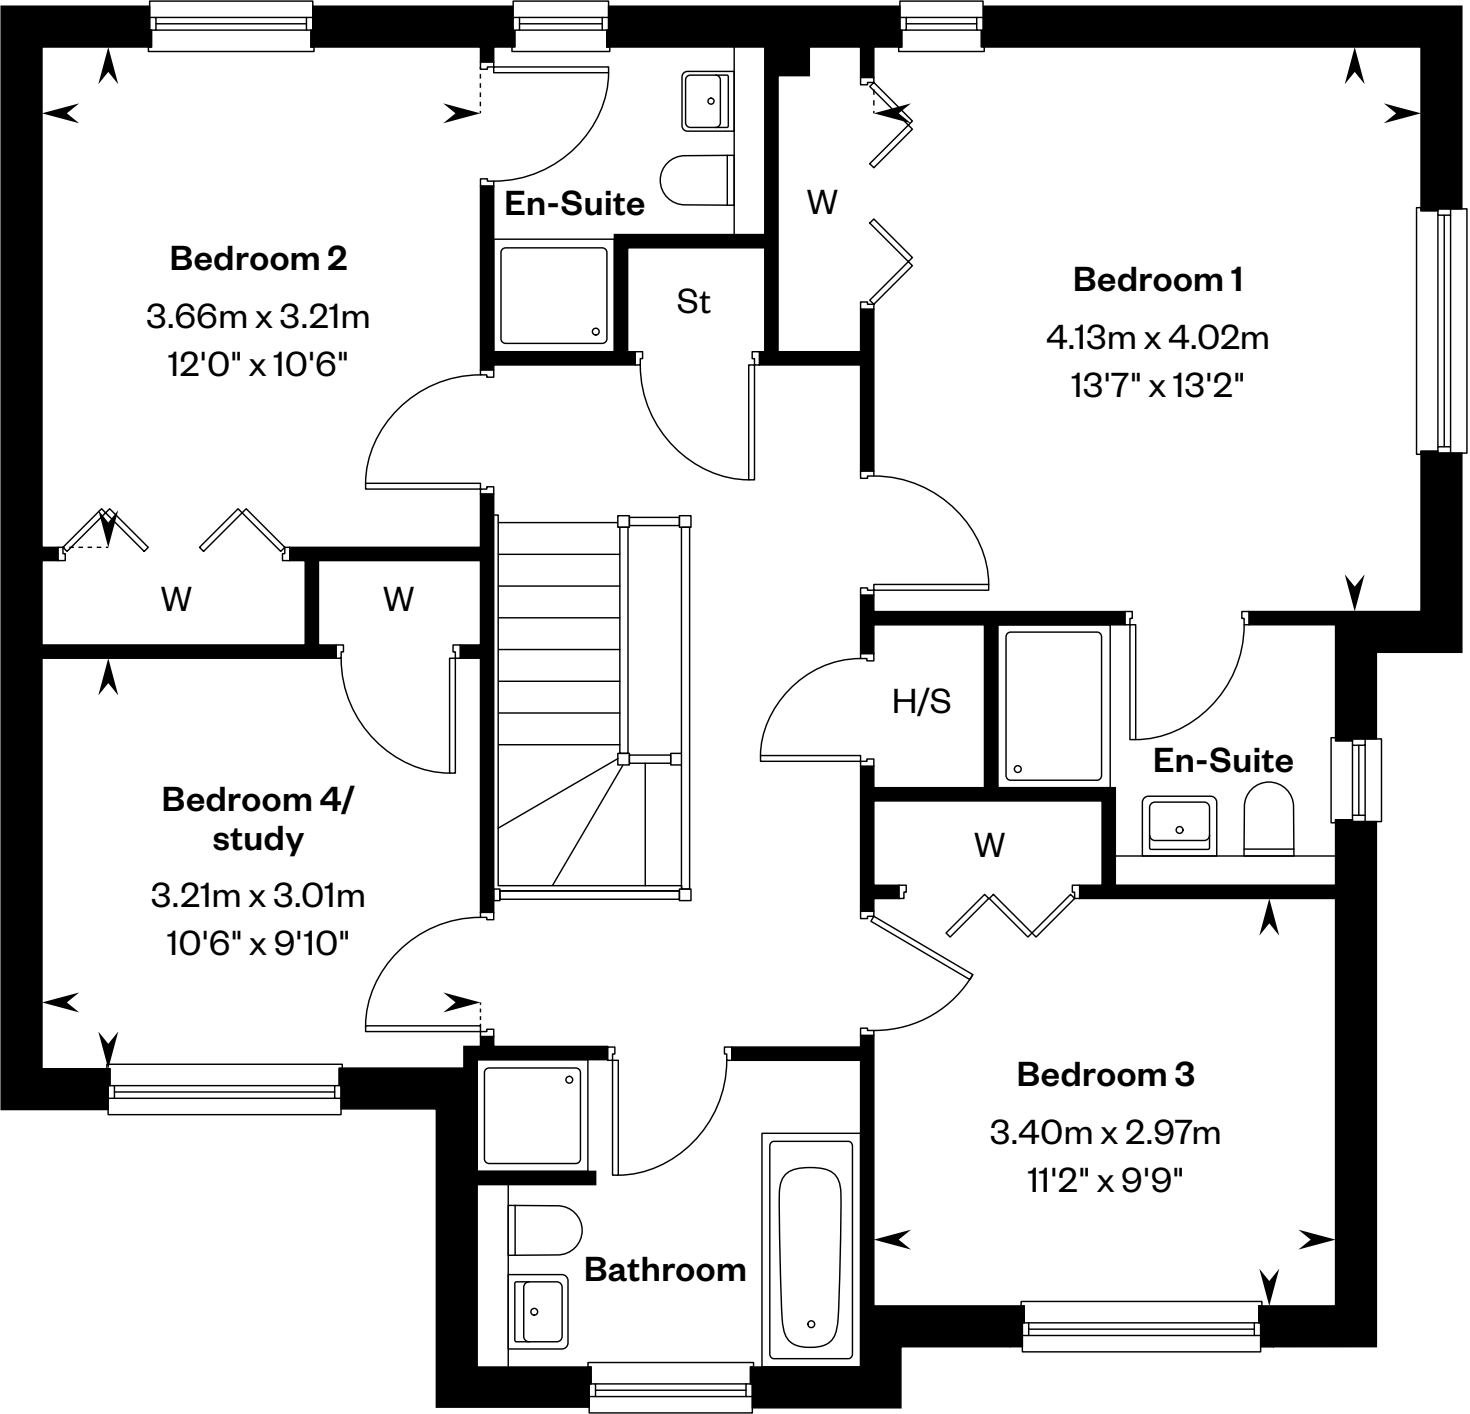 En-Suite
W
Bedroom 2
3.66m x 3.21m
12'0" x 10'6"
St
Bedroom 1
4.13m x 4.02m
13'7" x 13'2"
W
W
H/S
En-Suite
Bedroom 4/
study
3.21m x 3.01m
10'6" x 9'10"
W
Bedroom 3
3.40m x 2.97m
11'2" x 9'9"
Bathroom